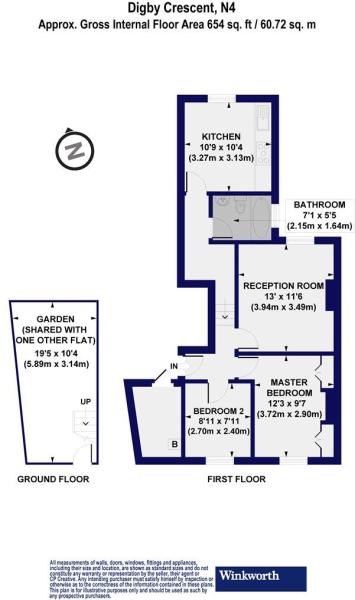 Digby Crescent, N4
Approx. Gross Internal Floor Area 654 sq. ft / 60.72 sq. m
N
KITCHEN
10'9 x 10'4
(3.27m x 3.13m)
BATHROOM
7'1 x 5'5
(2.15m x 1.64m)
RECEPTION ROOM
13' x 11'6
(3.94m x 3.49m)
GARDEN
(SHARED WITH
ONE OTHER FLAT)
19'5 x 10'4
(5.89m x 3.14m)
UP
IN
MASTER
BEDROOM
12'3 x 9'7
(3.72m x 2.90m)
BEDROOM 2
8'11 x 7'11
(2.70m x 2.40m)
B
GROUND FLOOR
FIRST FLOOR
All measurements of walls, doors, windows, fittings and appliances,
including their size and location, are shown as standard sizes and do not
constitute any warranty or representation by the seller, their agent or
CP Creative. Any intending purchaser must satisfy himself by inspection or
otherwise as to the correctness of the information contained in these plans.
This plan is for illustrative purposes only and should be used as such by
any prospective purchasers.
Winkworth